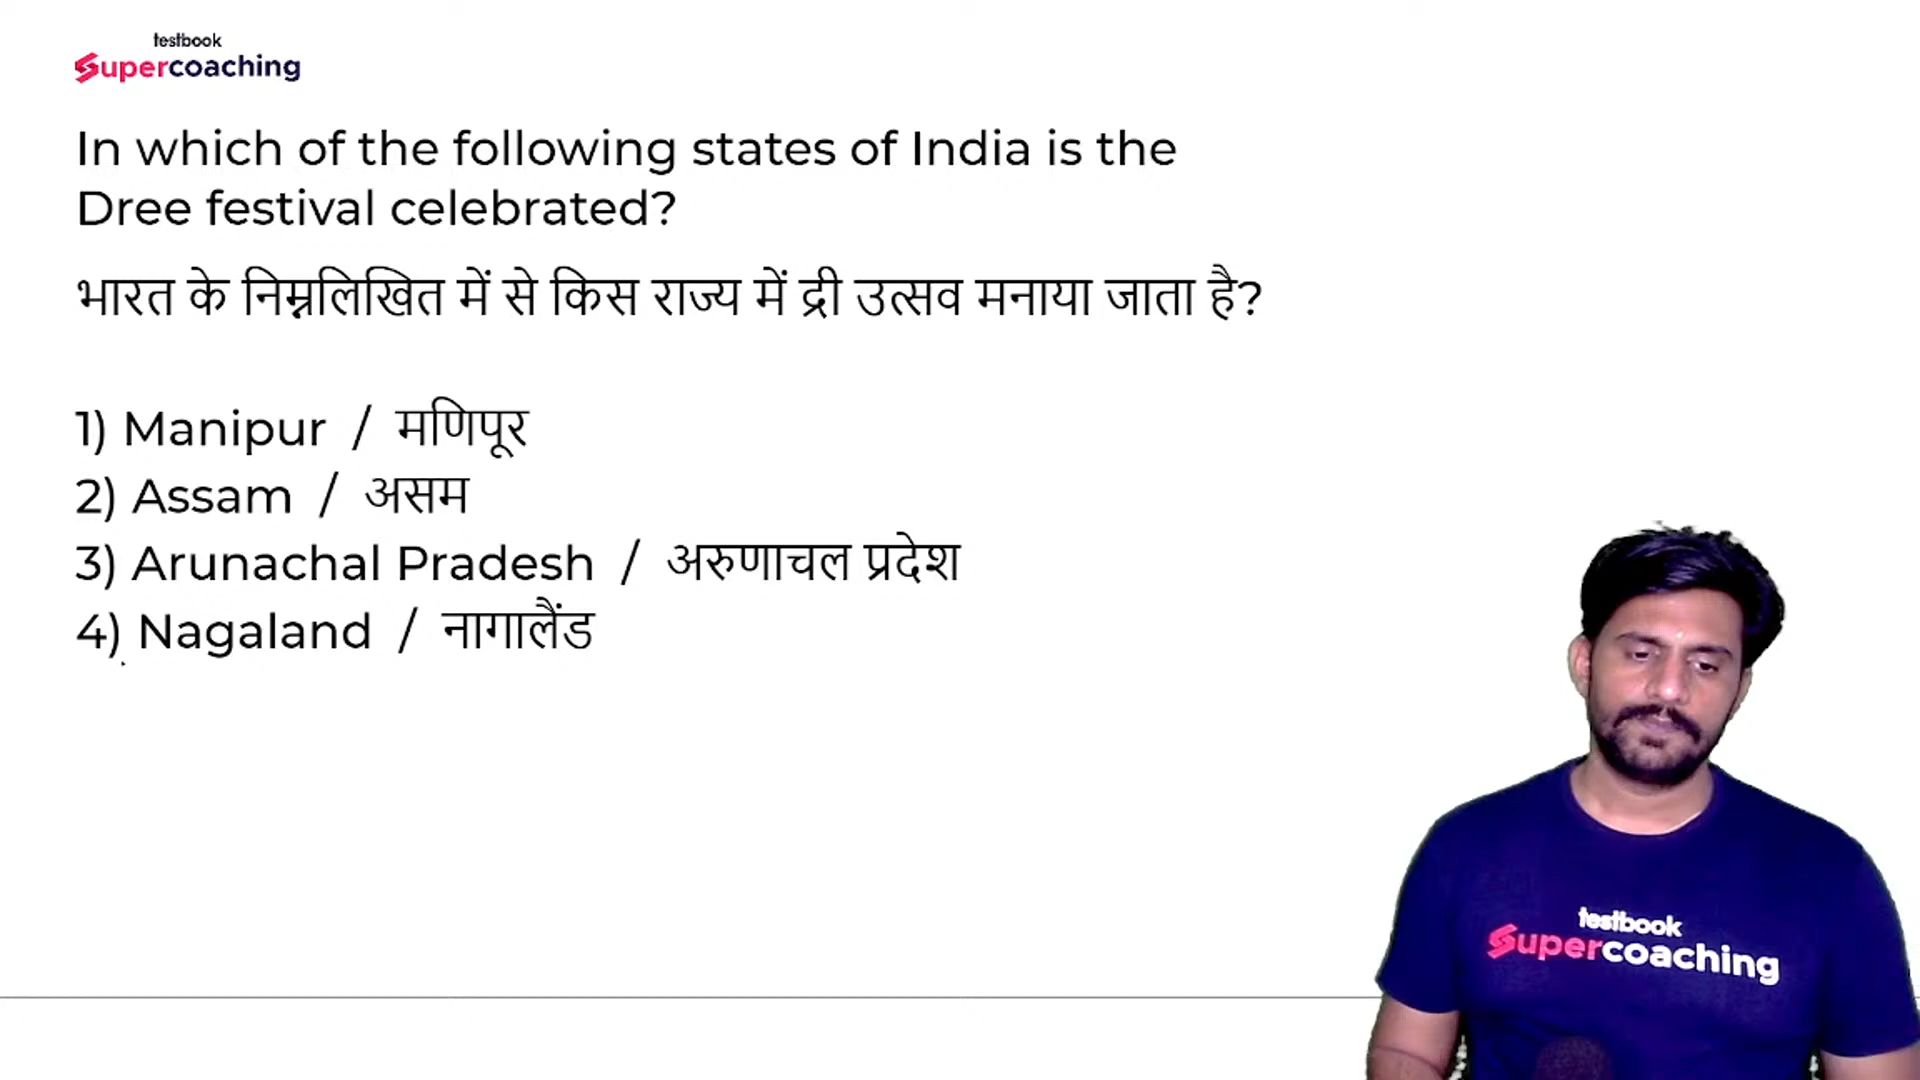 testbook
Supercoaching
In which of the following states of India is the
Dree festival celebrated?
भारत के निम्नलिखित में से किस राज्य में द्री उत्सव मनाया जाता है?
1) Manipur / मणिपूर
2) Assam / असम
3) Arunachal Pradesh / अरुणाचल प्रदेश
4) Nagaland / नागालैंड
testbook
Supercoaching